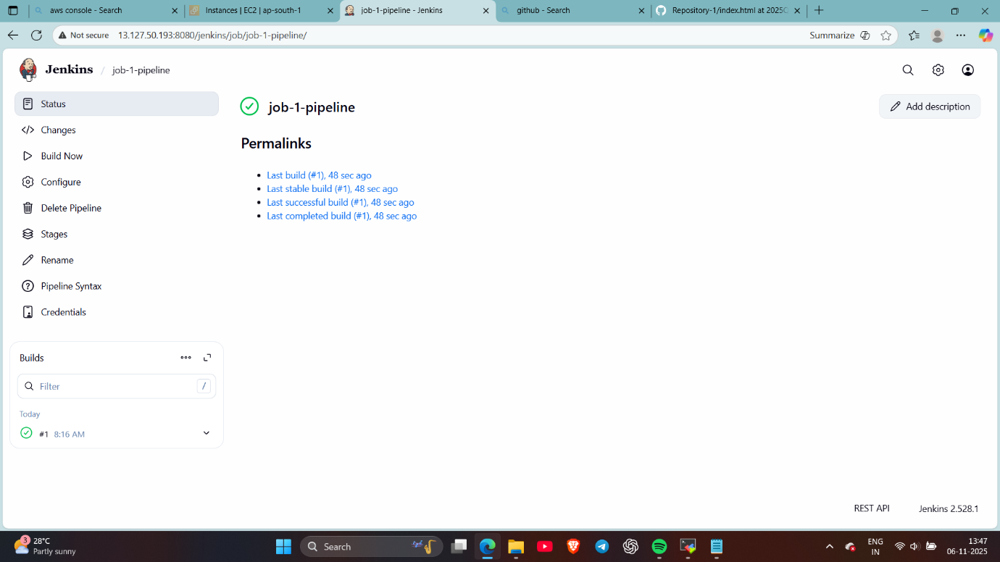 aws console - Search
Instances | EC2 | ap-south-1
job-1-pipeline - Jenkins
github - Search
Repository-1/index.html at 2025C
Not secure
13.127.50.193:8080/jenkins/job/job-1-pipeline/
Summarize
Jenkins / job-1-pipeline
Status
Changes
Build Now
Configure
Delete Pipeline
Stages
Rename
Pipeline Syntax
Credentials
job-1-pipeline
Add description
Permalinks
Last build (#1), 48 sec ago
Last stable build (#1), 48 sec ago
Last successful build (#1), 48 sec ago
Last completed build (#1), 48 sec ago
Builds
Filter /
Today
#1 8:16 AM
REST API
Jenkins 2.528.1
3
28°C
Partly sunny
Search
ENG
IN
13:47
06-11-2025